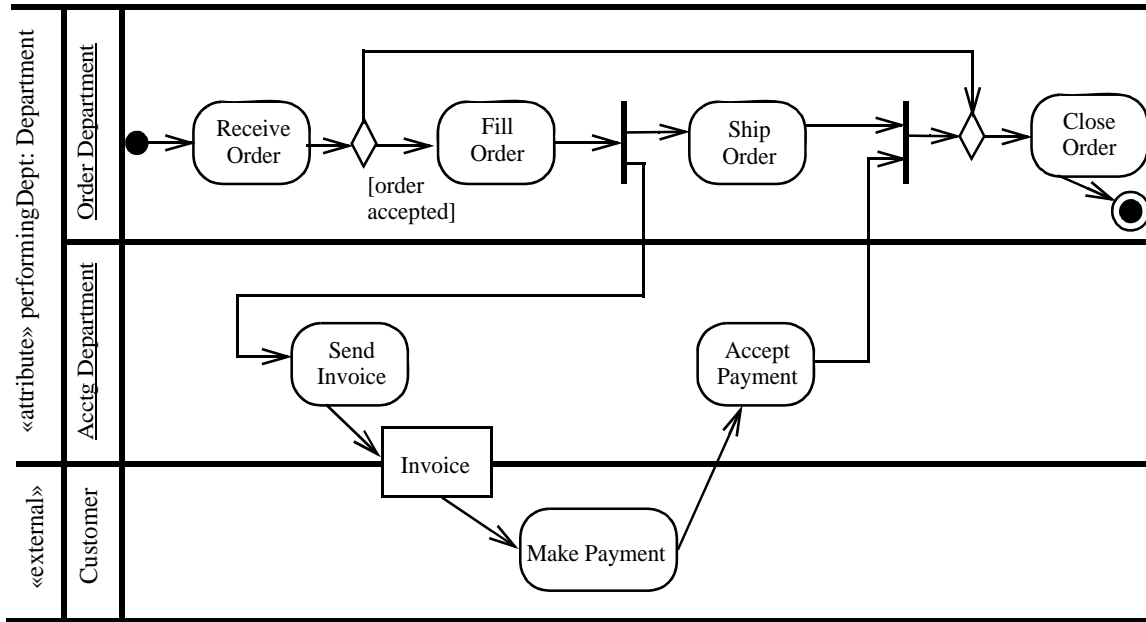 «attribute» performingDept: Department
Order Department
Receive
Order
[order
accepted]
Fill
Order
Ship
Order
Close
Order
Acctg Department
Send
Invoice
Accept
Payment
Invoice
«external»
Customer
Make Payment